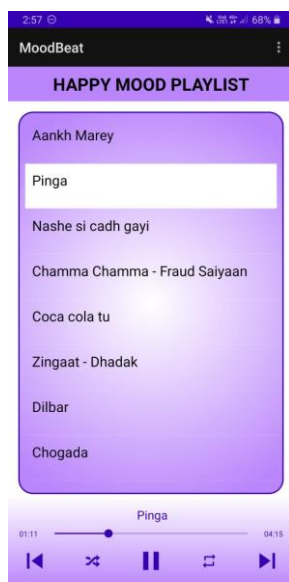 2:57 68%
MoodBeat
HAPPY MOOD PLAYLIST
Aankh Marey
Pinga
Nashe si cadh gayi
Chamma Chamma - Fraud Saiyaan
Coca cola tu
Zingaat - Dhadak
Dilbar
Chogada
Pinga
01:11 04:15